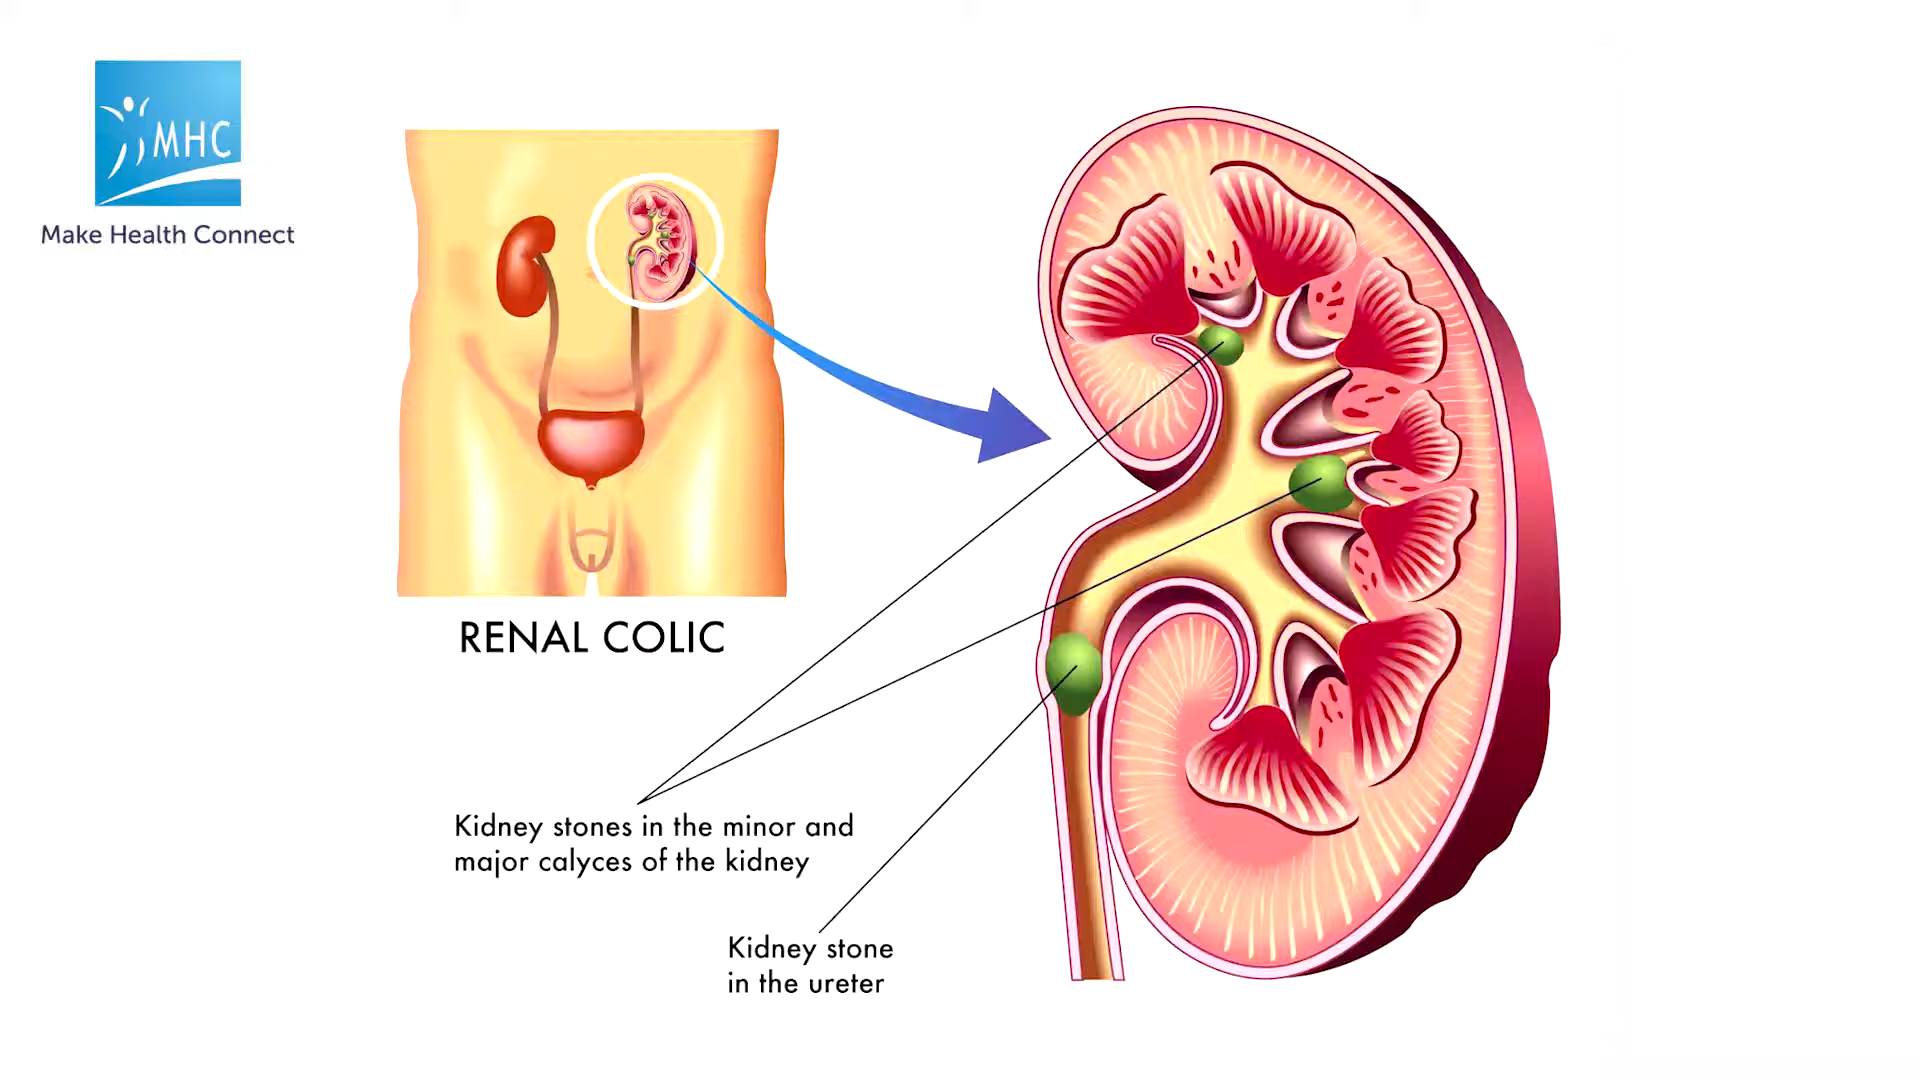 MHC
Make Health Connect
RENAL COLIC
Kidney stones in the minor and
major calyces of the kidney
Kidney stone
in the ureter